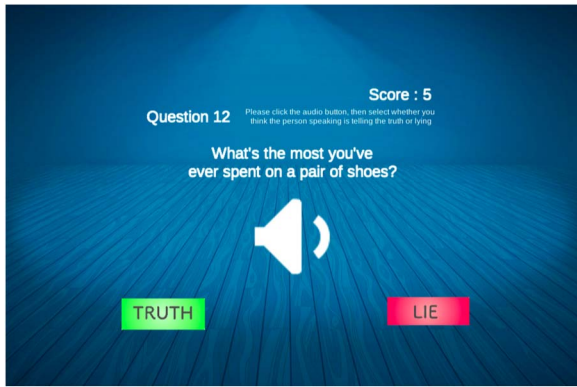 Score : 5
Question 12
Please click the audio button, then select whether you
think the person speaking is telling the truth or lying
What's the most you've
ever spent on a pair of shoes?
TRUTH
LIE